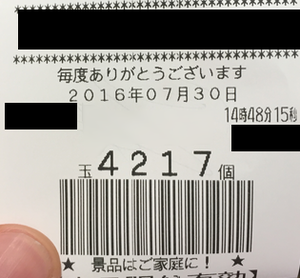 毎度ありがとうございます
2016年07月30日
14時48分15秒
玉4217個
★ 景品はご家庭に! ★